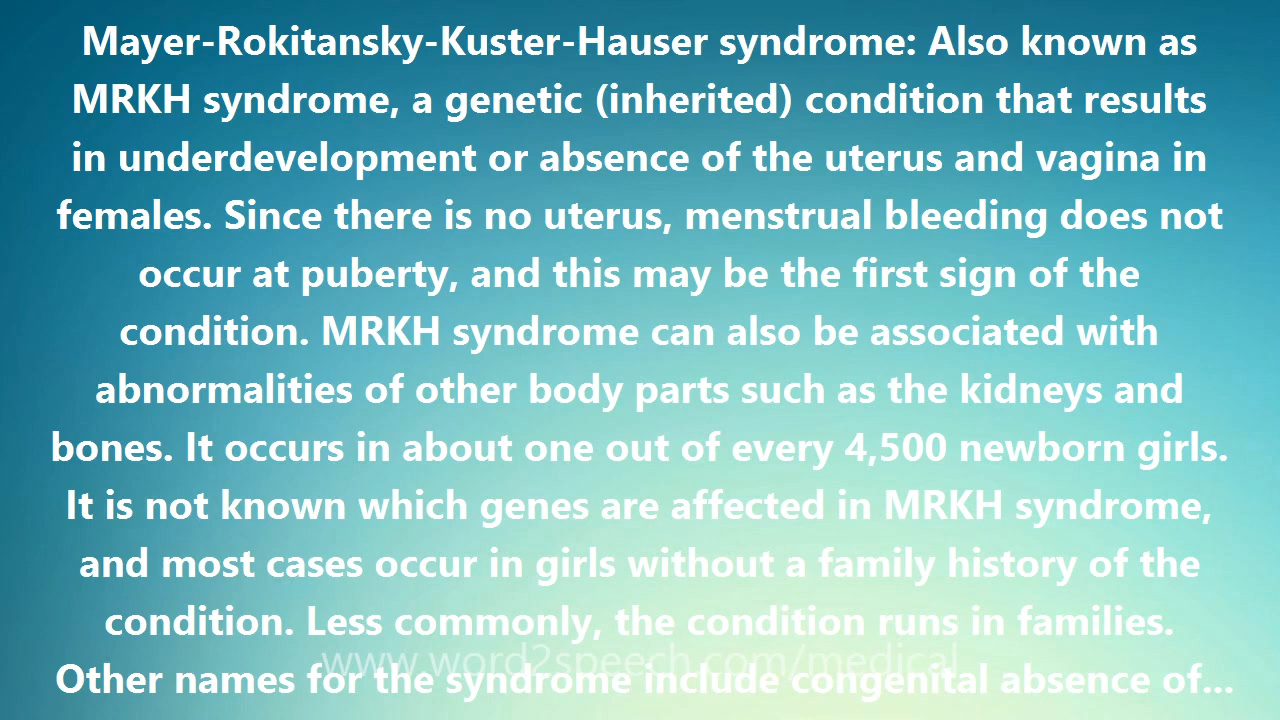 Mayer-Rokitansky-Kuster-Hauser syndrome: Also known as
MRKH syndrome, a genetic (inherited) condition that results
in underdevelopment or absence of the uterus and vagina in
females. Since there is no uterus, menstrual bleeding does not
occur at puberty, and this may be the first sign of the
condition. MRKH syndrome can also be associated with
abnormalities of other body parts such as the kidneys and
bones. It occurs in about one out of every 4,500 newborn girls.
It is not known which genes are affected in MRKH syndrome,
and most cases occur in girls without a family history of the
condition. Less commonly, the condition runs in families.
www.word2speech.com/medical
Other names for the syndrome include congenital absence of...